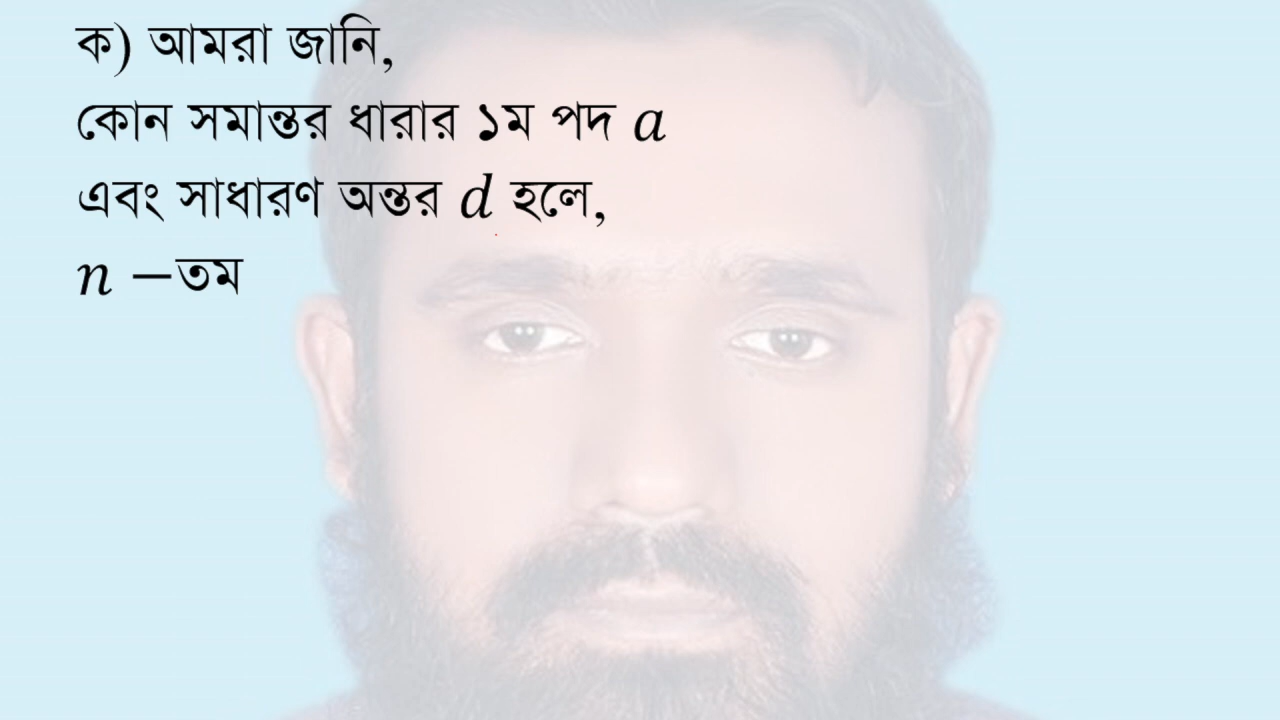 ক) আমরা জানি,
কোন সমান্তর ধারার ১ম পদ a
এবং সাধারণ অন্তর d হলে,
n −তম